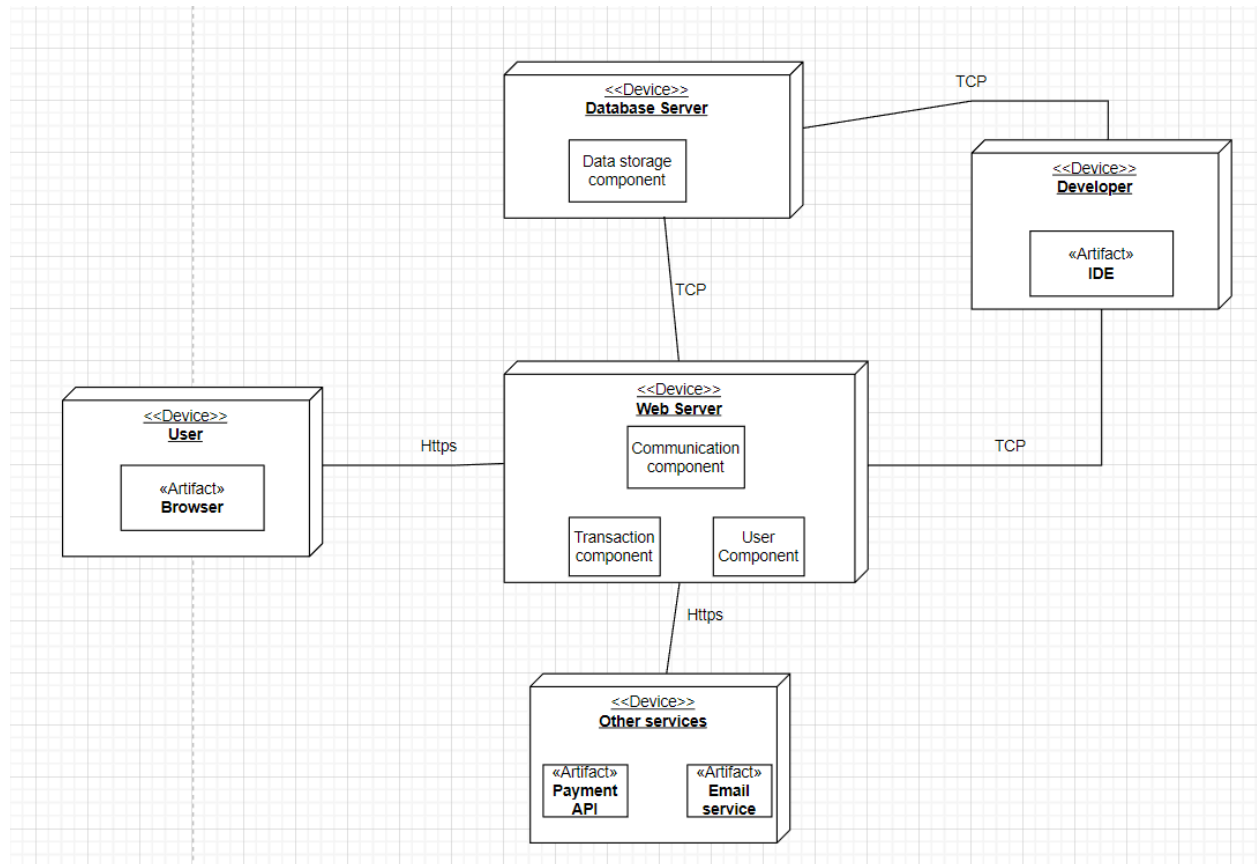 <<Device>>
Database Server
Data storage
component
TCP
<<Device>>
Developer
«Artifact»
IDE
TCP
<<Device>>
User
«Artifact»
Browser
Https
<<Device>>
Web Server
Communication
component
Transaction
component
User
Component
TCP
Https
<<Device>>
Other services
«Artifact»
Payment
API
«Artifact»
Email
service